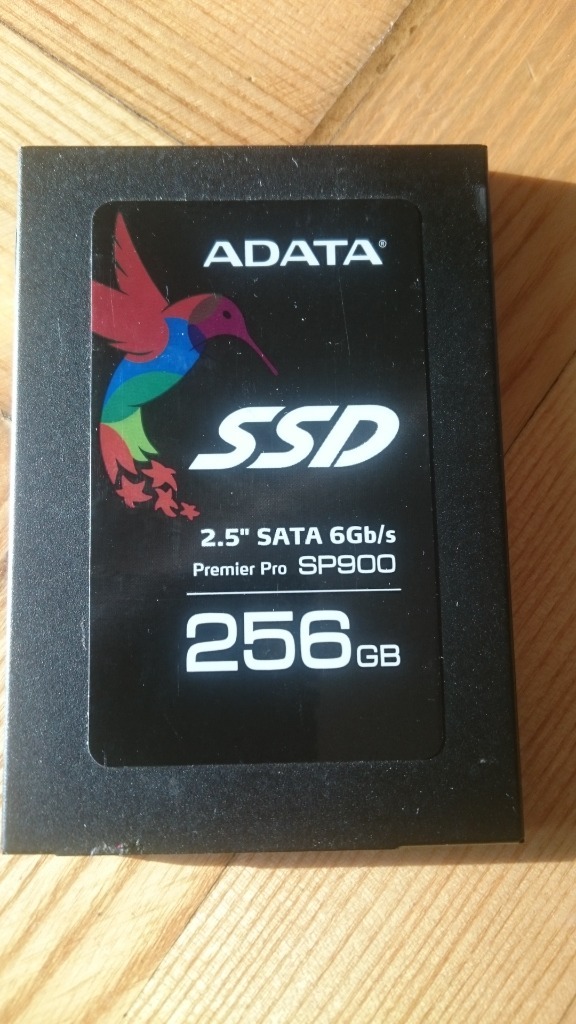 ADATA®
SSD
2.5" SATA 6Gb/s
Premier Pro SP900
256GB